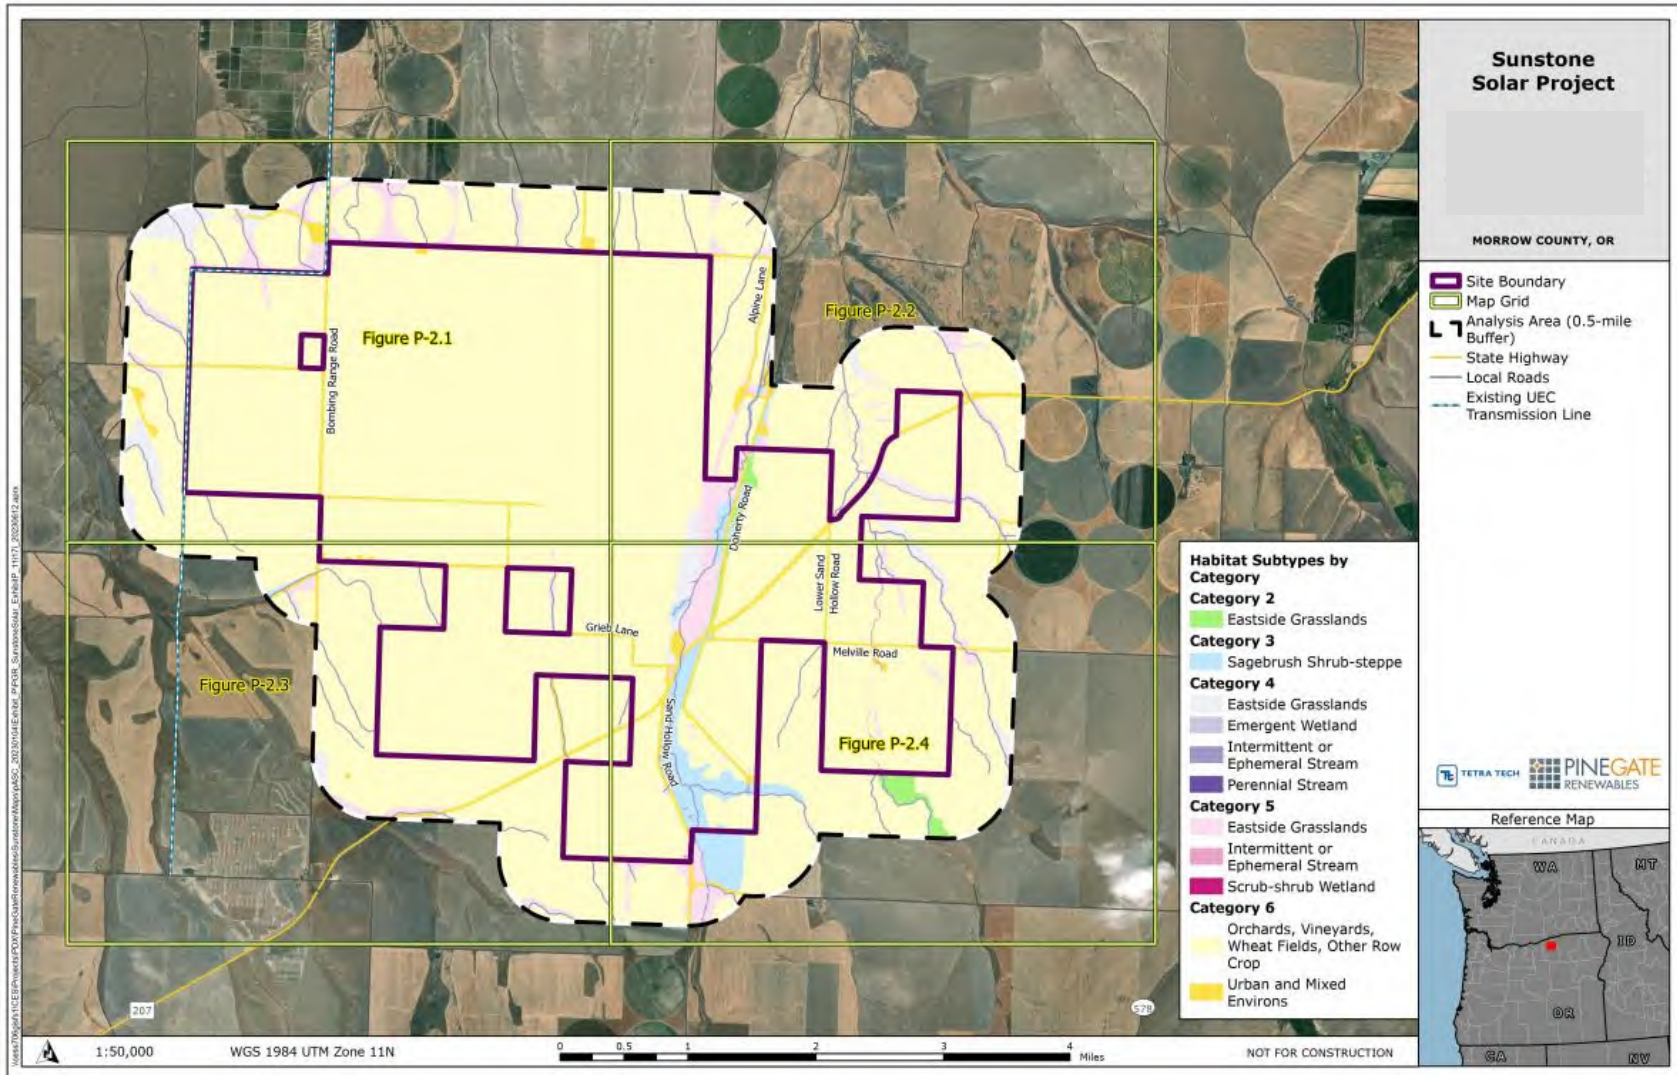 Sunstone
Solar Project
MORROW COUNTY, OR
Site Boundary
Map Grid
Analysis Area (0.5-mile
Buffer)
State Highway
Local Roads
Existing UEC
Transmission Line
Figure P-2.1
Figure P-2.2
Bombing Range Road
Alpine Lane
Doherty Road
Lower Sand
Hollow Road
Grieb Lane
Melville Road
Figure P-2.3
Sand Hollow Road
Figure P-2.4
207
578
Habitat Subtypes by
Category
Category 2
Eastside Grasslands
Category 3
Sagebrush Shrub-steppe
Category 4
Eastside Grasslands
Emergent Wetland
Intermittent or
Ephemeral Stream
Perennial Stream
Category 5
Eastside Grasslands
Intermittent or
Ephemeral Stream
Scrub-shrub Wetland
Category 6
Orchards, Vineyards,
Wheat Fields, Other Row
Crop
Urban and Mixed
Environs
Tt TETRA TECH
PINEGATE
RENEWABLES
Reference Map
CANADA
WA
MT
ID
OR
CA
NV
1:50,000
WGS 1984 UTM Zone 11N
0 0.5 1 2 3 4
Miles
NOT FOR CONSTRUCTION